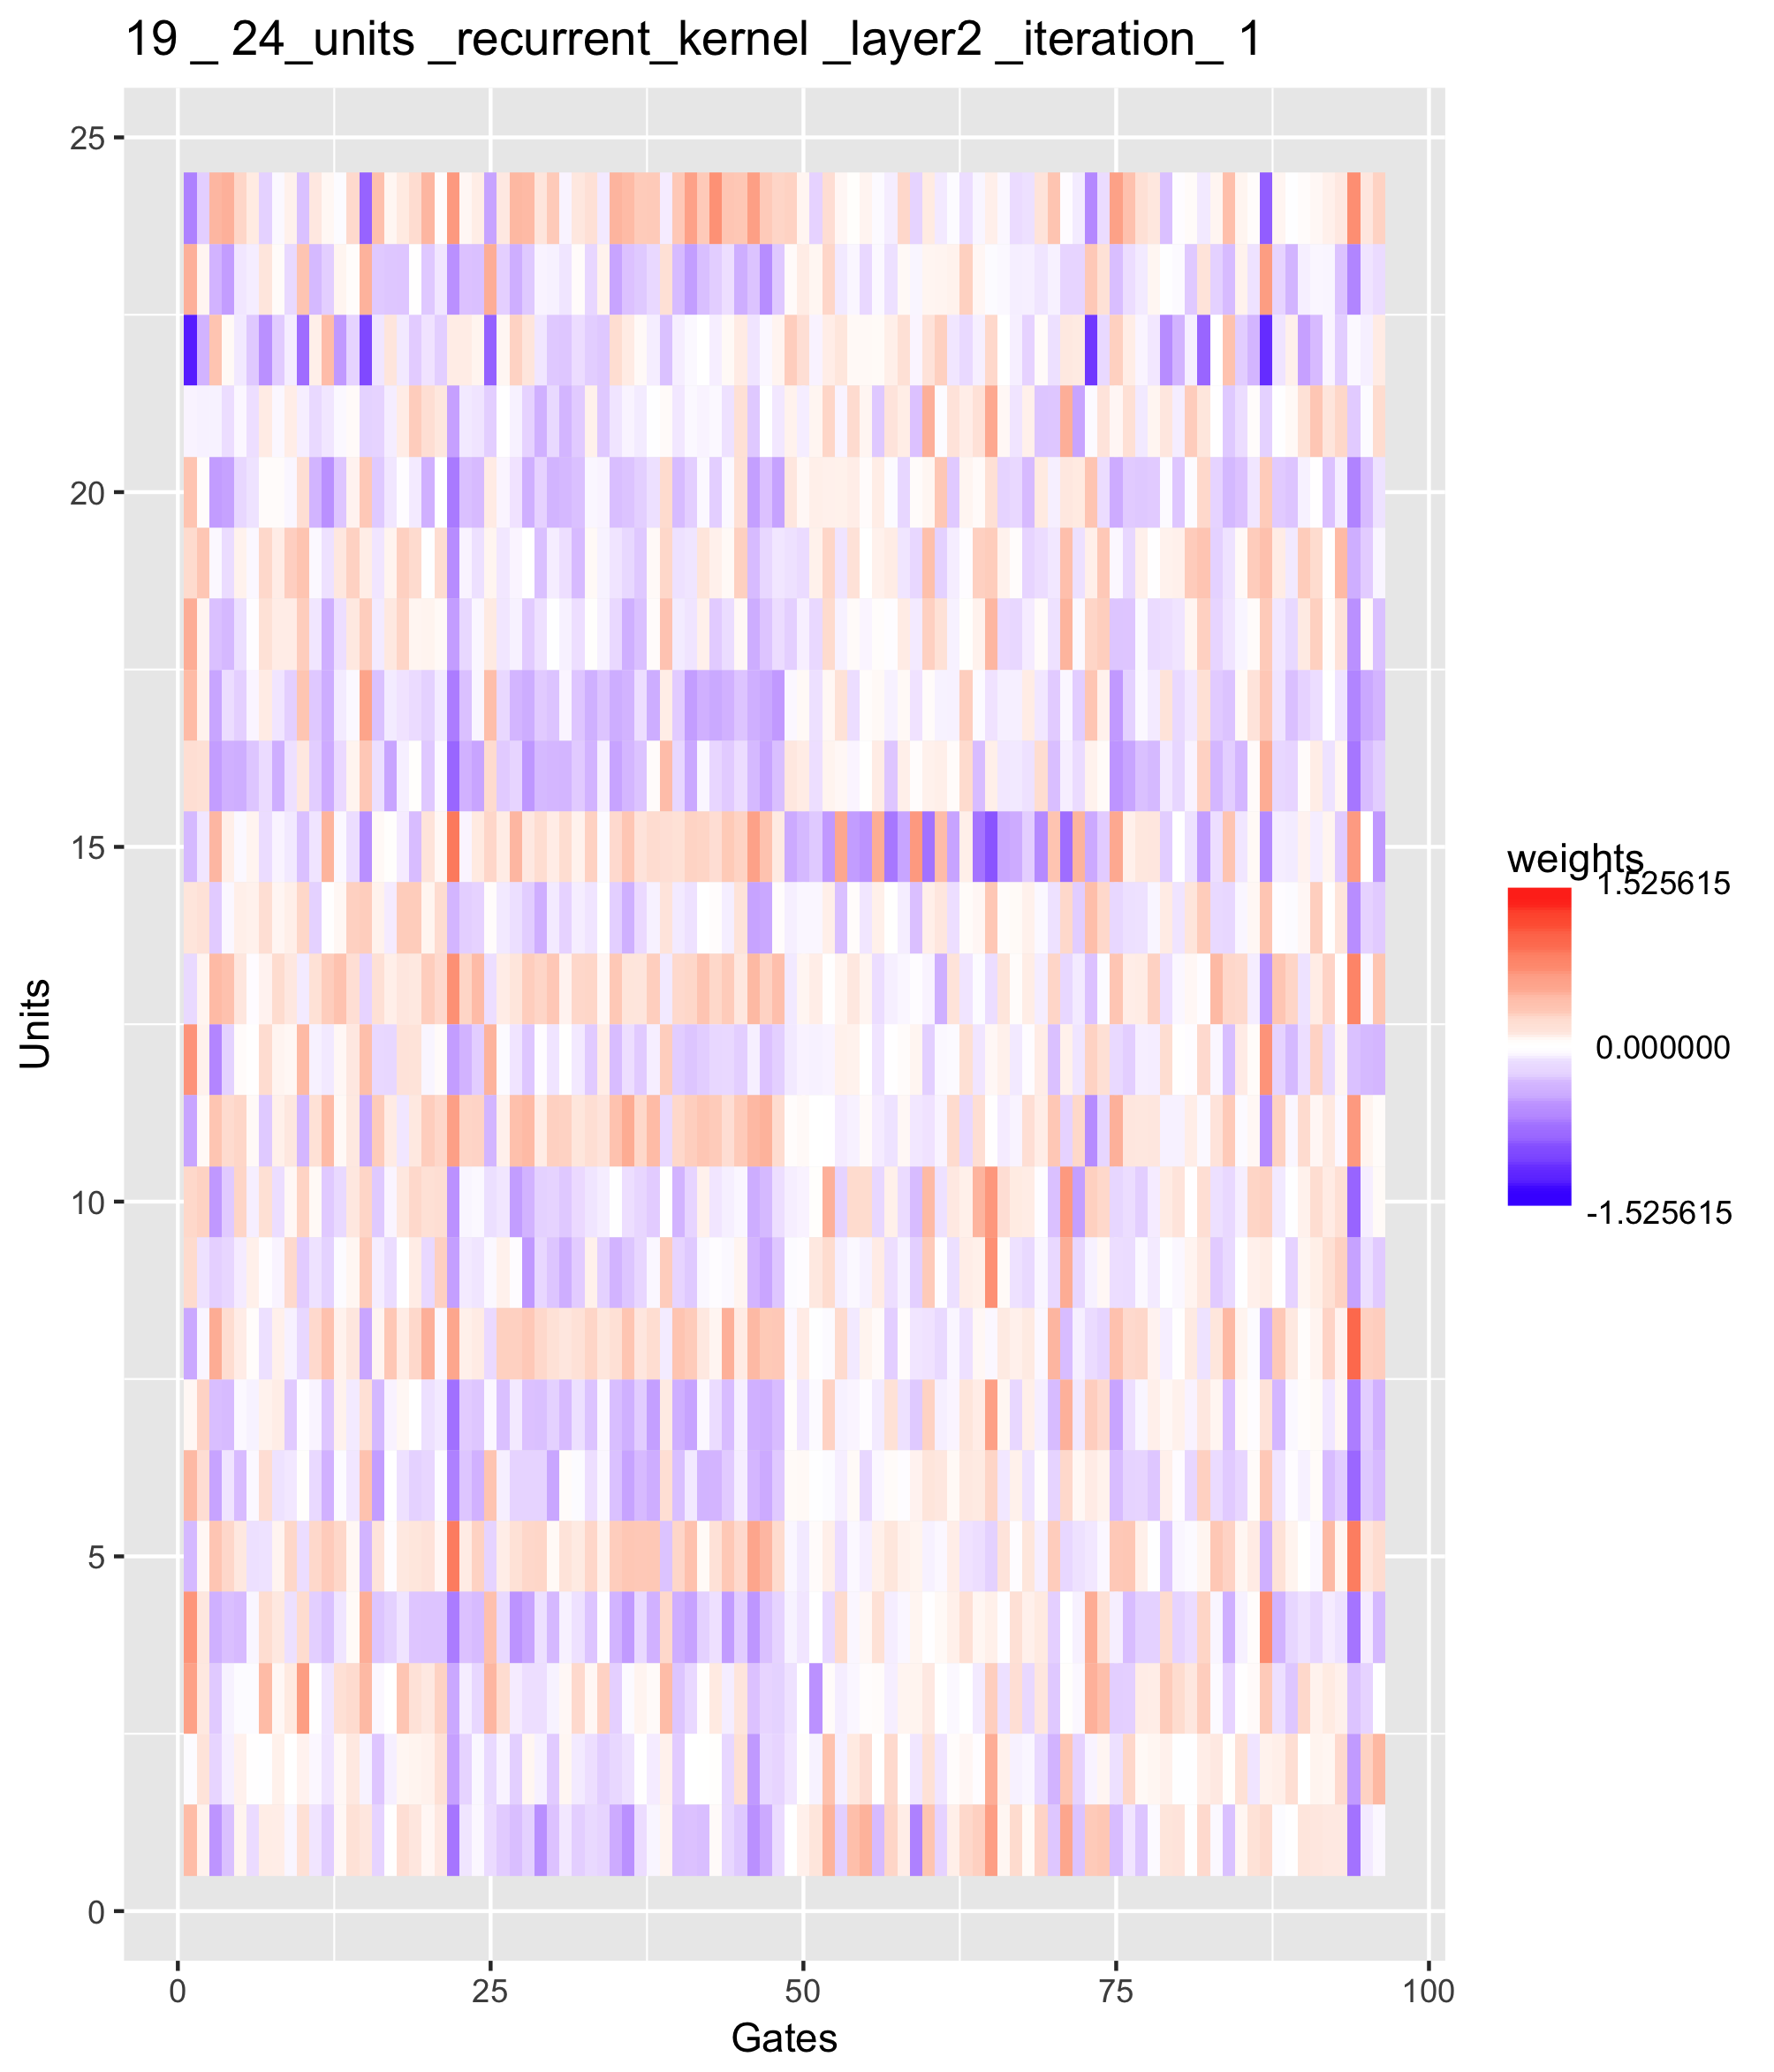 19 _ 24_units _recurrent_kernel _layer2 _iteration_ 1
25
20
15
10
5
0
Units
0 25 50 75 100
Gates
weights
1.525615
0.000000
-1.525615